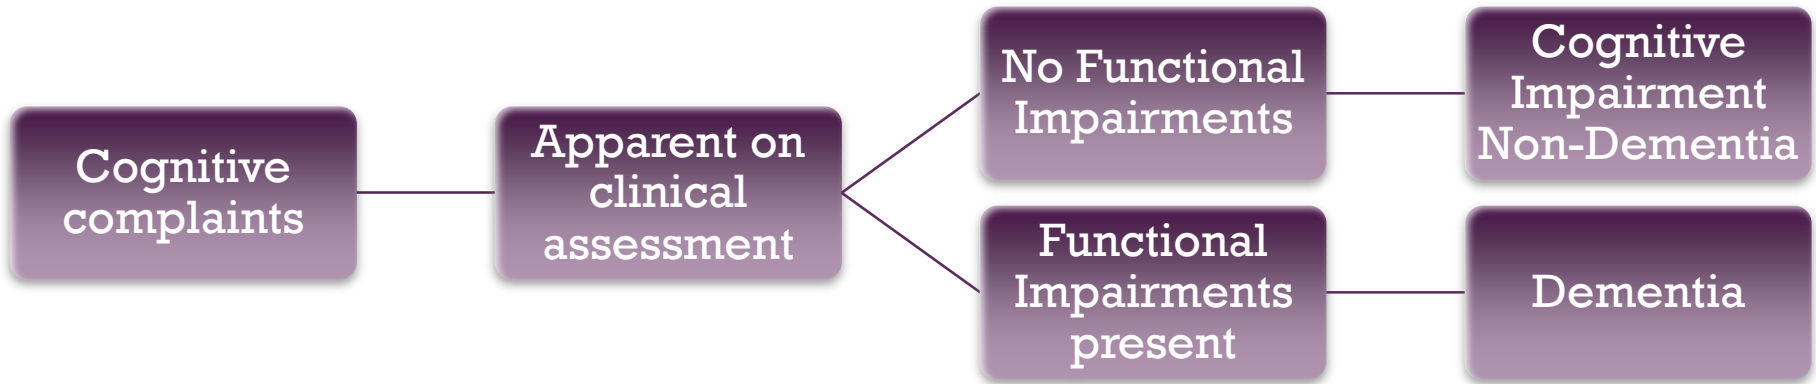 Cognitive
complaints
Apparent on
clinical
assessment
No Functional
Impairments
Cognitive
Impairment
Non-Dementia
Functional
Impairments
present
Dementia